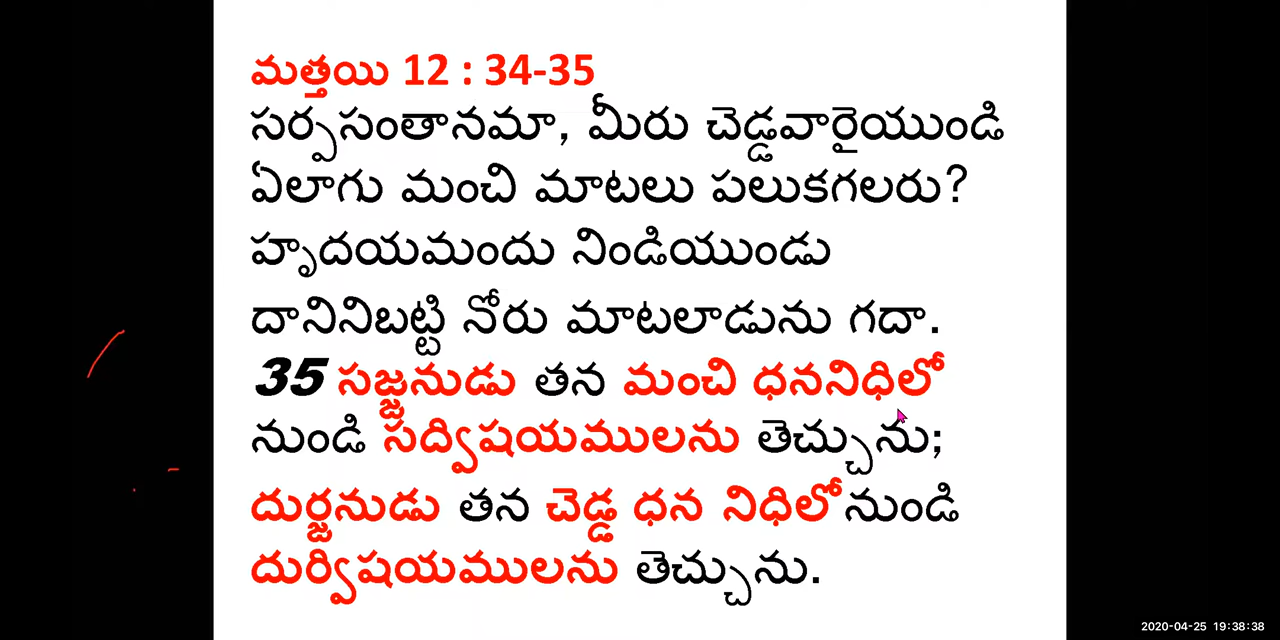 మత్తయి 12 : 34-35
సర్పసంతానమా, మీరు చెడ్డవారైయుండి
ఏలాగు మంచి మాటలు పలుకగలరు?
హృదయమందు నిండియుండు
దానినిబట్టి నోరు మాటలాడును గదా.
35 సజ్జనుడు తన మంచి ధననిధిలో
నుండి సద్విషయములను తెచ్చును;
దుర్జనుడు తన చెడ్డ ధన నిధిలోనుండి
దుర్విషయములను తెచ్చును.
2020-04-25 19:38:38